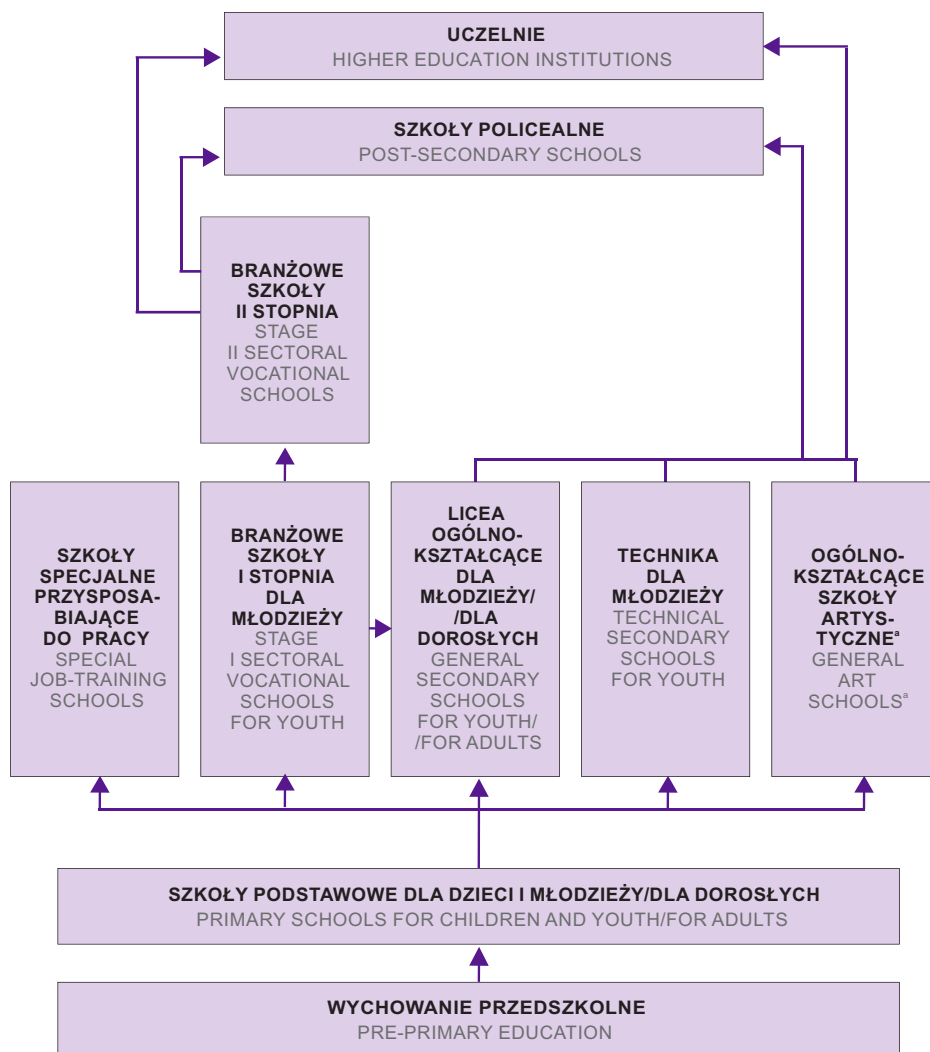 UCZELNIE
HIGHER EDUCATION INSTITUTIONS
SZKOŁY POLICEALNE
POST-SECONDARY SCHOOLS
BRANŻOWE
SZKOŁY
II STOPNIA
STAGE
II SECTORAL
VOCATIONAL
SCHOOLS
SZKOŁY
SPECJALNE
PRZYSPOSA-
BIAJĄCE
DO PRACY
SPECIAL
JOB-TRAINING
SCHOOLS
BRANŻOWE
SZKOŁY
I STOPNIA
DLA
MŁODZIEŻY
STAGE
I SECTORAL
VOCATIONAL
SCHOOLS
FOR YOUTH
LICEA
OGÓLNO-
KSZTAŁCĄCE
DLA
MŁODZIEŻY/
/DLA
DOROSŁYCH
GENERAL
SECONDARY
SCHOOLS
FOR YOUTH/
/FOR ADULTS
TECHNIKA
DLA
MŁODZIEŻY
TECHNICAL
SECONDARY
SCHOOLS
FOR YOUTH
OGÓLNO-
KSZTAŁCĄCE
SZKOŁY
ARTYS-
TYCZNEᵃ
GENERAL
ART
SCHOOLSᵃ
SZKOŁY PODSTAWOWE DLA DZIECI I MŁODZIEŻY/DLA DOROSŁYCH
PRIMARY SCHOOLS FOR CHILDREN AND YOUTH/FOR ADULTS
WYCHOWANIE PRZEDSZKOLNE
PRE-PRIMARY EDUCATION